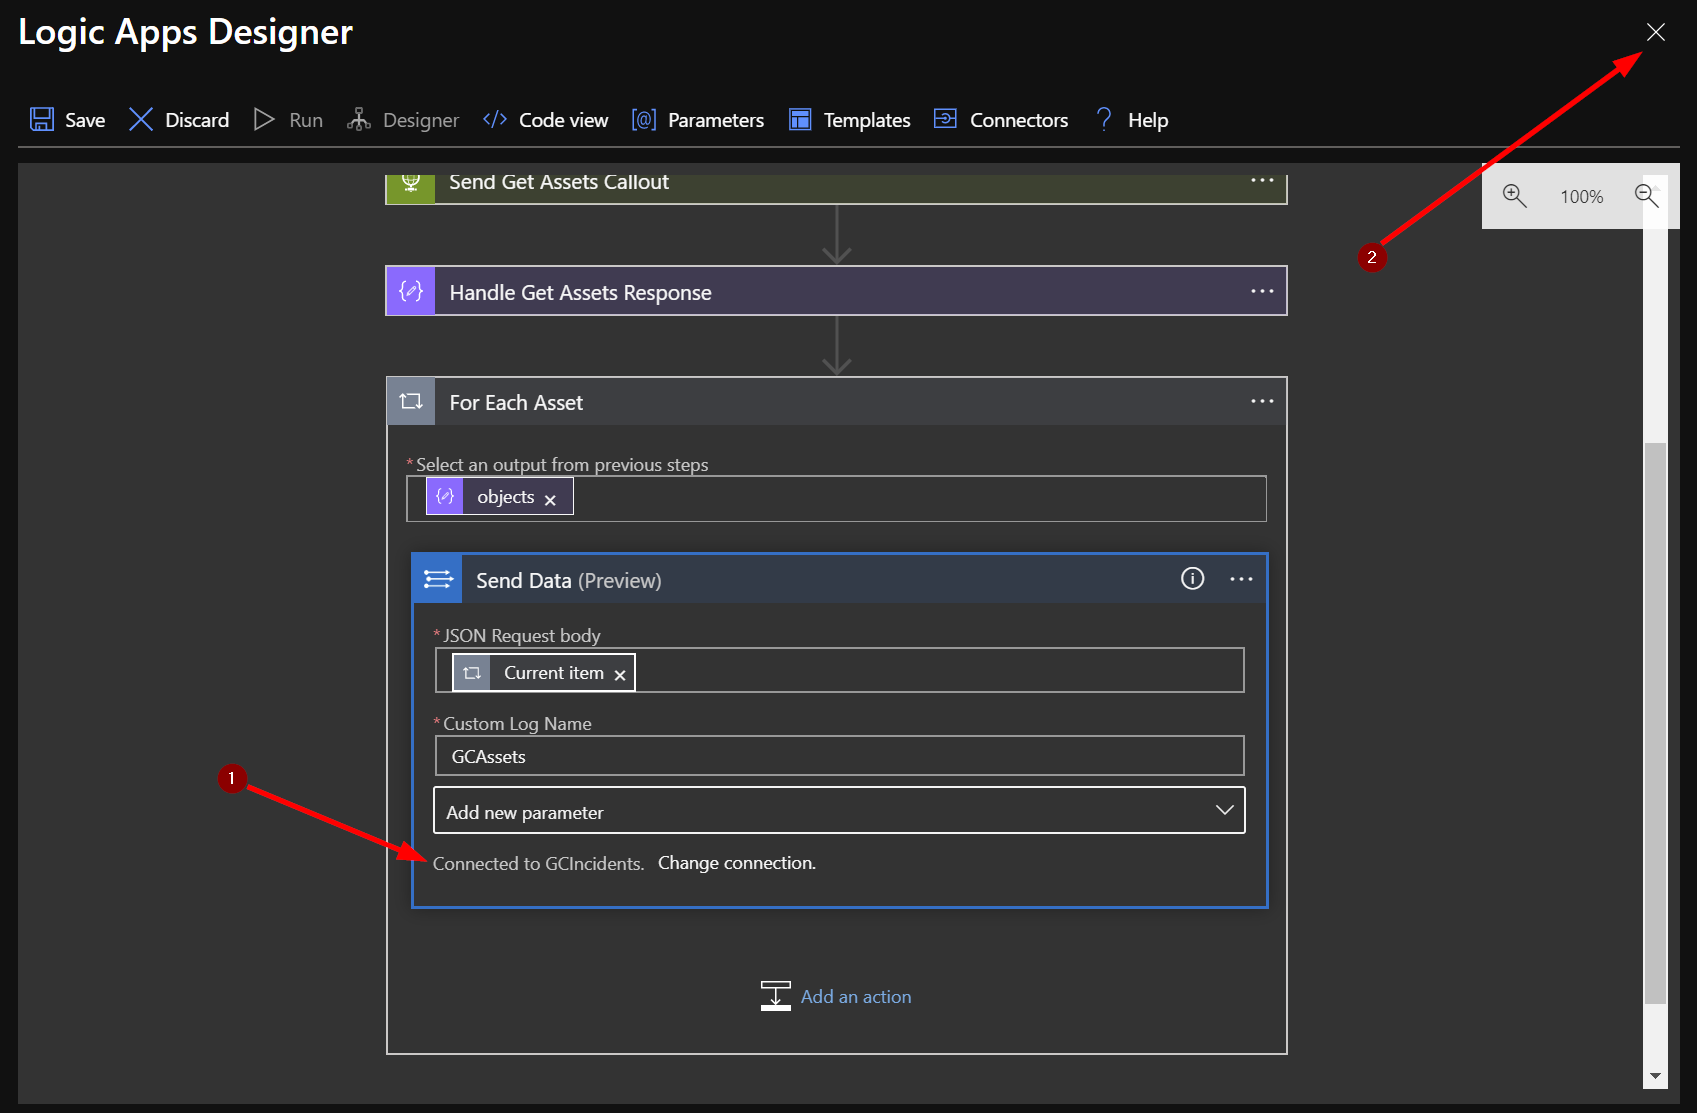 Logic Apps Designer
Save Discard Run Designer Code view Parameters Templates Connectors Help
Send Get Assets Callout
100%
2
Handle Get Assets Response
For Each Asset
*Select an output from previous steps
objects
Send Data (Preview)
*JSON Request body
Current item
*Custom Log Name
GCAssets
1
Add new parameter
Connected to GCIncidents. Change connection.
Add an action